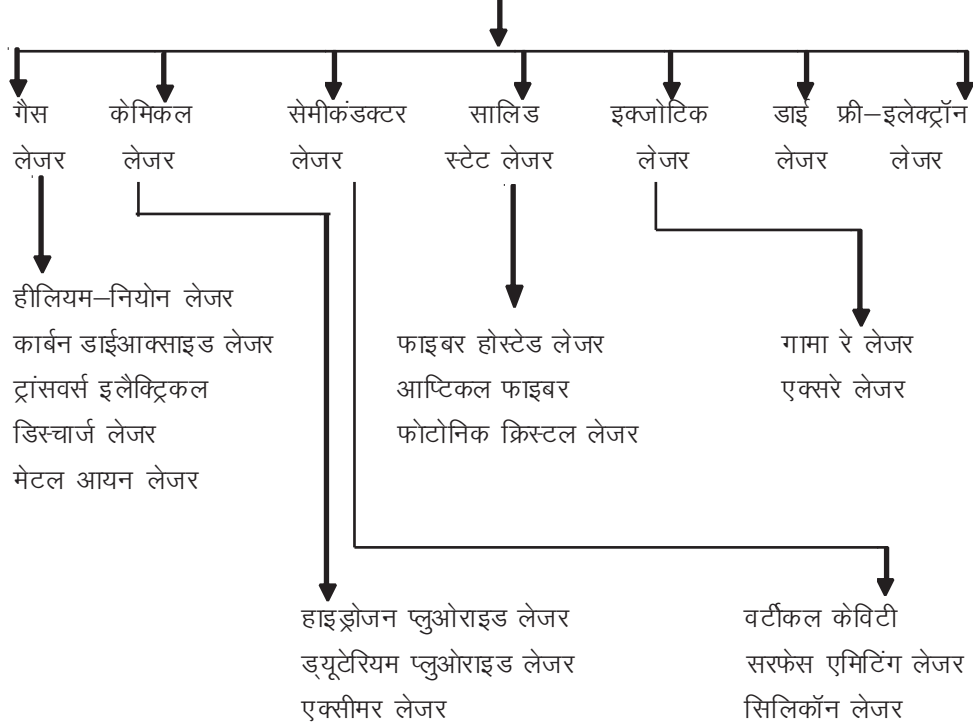 गैस
लेजर
केमिकल
लेजर
सेमीकंडक्टर
लेजर
सालिड
स्टेट लेजर
इक्जोटिक
लेजर
डाई
लेजर
फ्री–इलेक्ट्रॉन
लेजर
हीलियम–नियोन लेजर
कार्बन डाईआक्साइड लेजर
ट्रांसवर्स इलैक्ट्रिकल
डिस्चार्ज लेजर
मेटल आयन लेजर
फाइबर होस्टेड लेजर
आप्टिकल फाइबर
फोटोनिक क्रिस्टल लेजर
गामा रे लेजर
एक्सरे लेजर
हाइड्रोजन प्लुओराइड लेजर
ड्यूटेरियम प्लुओराइड लेजर
एक्सीमर लेजर
वर्टीकल केविटी
सरफेस एमिटिंग लेजर
सिलिकॉन लेजर